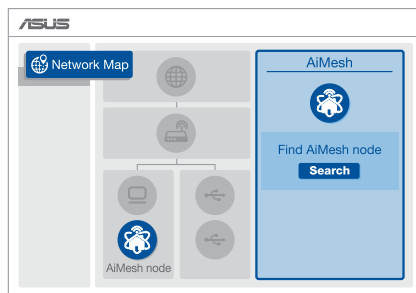 ASUS
Network Map
AiMesh
Find AiMesh node
Search
AiMesh node